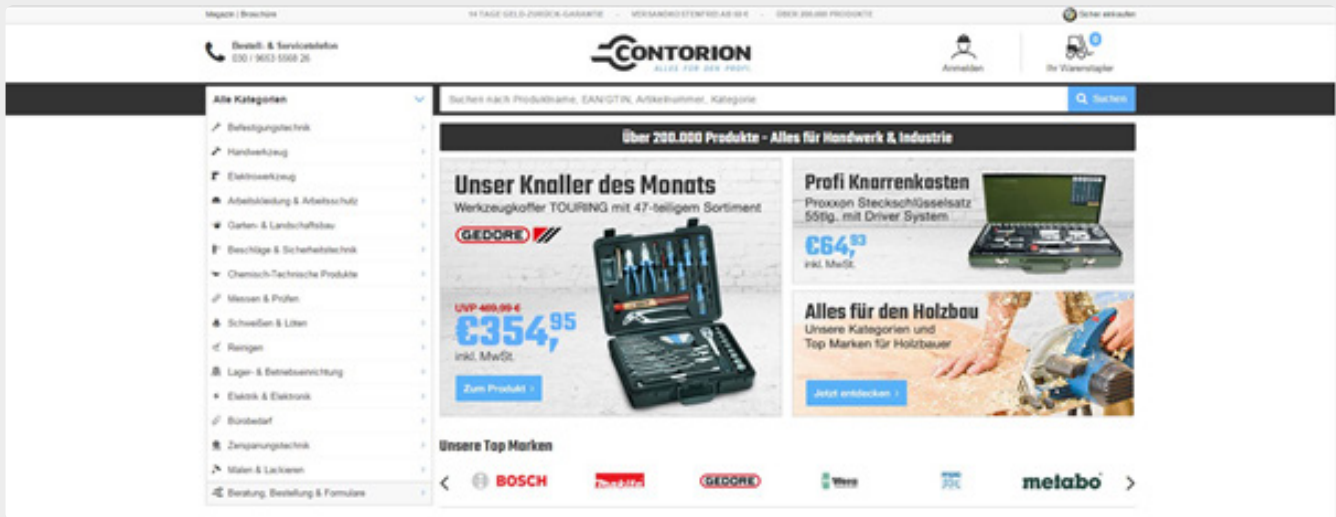 Magazin | Broschüre
14 TAGE GELD-ZURÜCK-GARANTIE - VERSANDKOSTENFREI AB 50 € - ÜBER 200.000 PRODUKTE
Sicher einkaufen
Bestell- & Servicetelefon
030 / 9653 5568 26
CONTORION
ALLES FÜR DEN PROFI.
Anmelden
0
Ihr Warenstapler
Alle Kategorien
Suchen nach Produktname, EAN/GTIN, Artikelnummer, Kategorie
Suchen
Befestigungstechnik
Handwerkzeug
Elektrowerkzeug
Arbeitskleidung & Arbeitsschutz
Garten- & Landschaftsbau
Beschläge & Sicherheitstechnik
Chemisch-Technische Produkte
Messen & Prüfen
Schweißen & Löten
Reinigen
Lager- & Betriebseinrichtung
Elektrik & Elektronik
Bürobedarf
Zerspanungstechnik
Malen & Lackieren
Beratung, Bestellung & Formulare
Über 200.000 Produkte - Alles für Handwerk & Industrie
Unser Knaller des Monats
Werkzeugkoffer TOURING mit 47-teiligem Sortiment
GEDORE
UVP 469,99 €
€354,95
inkl. MwSt.
Zum Produkt
Profi Knarrenkasten
Proxxon Steckschlüsselsatz
55tlg. mit Driver System
€64,93
inkl. MwSt.
Alles für den Holzbau
Unsere Kategorien und
Top Marken für Holzbauer
Jetzt entdecken
Unsere Top Marken
BOSCH
Makita
GEDORE
Wera
metabo